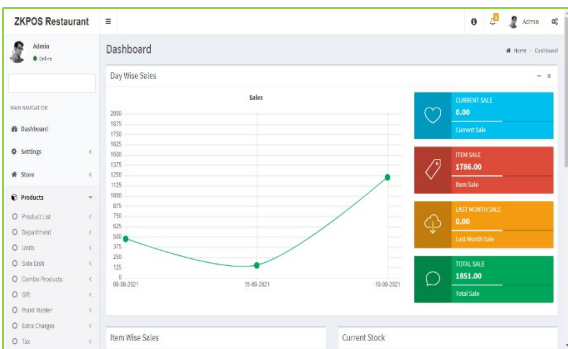 ZKPOS Restaurant
Admin
Admin
Online
Dashboard
Home > Dashboard
Day Wise Sales
MAIN NAVIGATION
Dashboard
Settings
Store
Products
Product List
Department
Units
Side Dish
Combo Products
Gift
Point Master
Extra Charges
Tax
Sales
2000
1875
1750
1625
1500
1375
1250
1125
1000
875
750
625
500
375
250
125
0
09-09-2021
15-09-2021
CURRENT SALE
0.00
Current Sale
ITEM SALE
1786.00
Item Sale
LAST MONTH SALE
0.00
Last Month Sale
TOTAL SALE
1851.00
Total Sale
Item Wise Sales
Current Stock